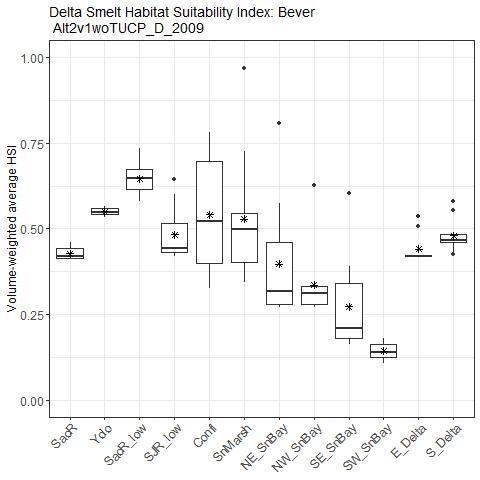 Delta Smelt Habitat Suitability Index: Bever
Alt2v1woTUCP_D_2009
Volume-weighted average HSI
1.00
0.75
0.50
0.25
0.00
SacR
Yolo
SacR_low
SJR_low
Confl
SnMarsh
NE_SnBay
NW_SnBay
SE_SnBay
SW_SnBay
E_Delta
S_Delta